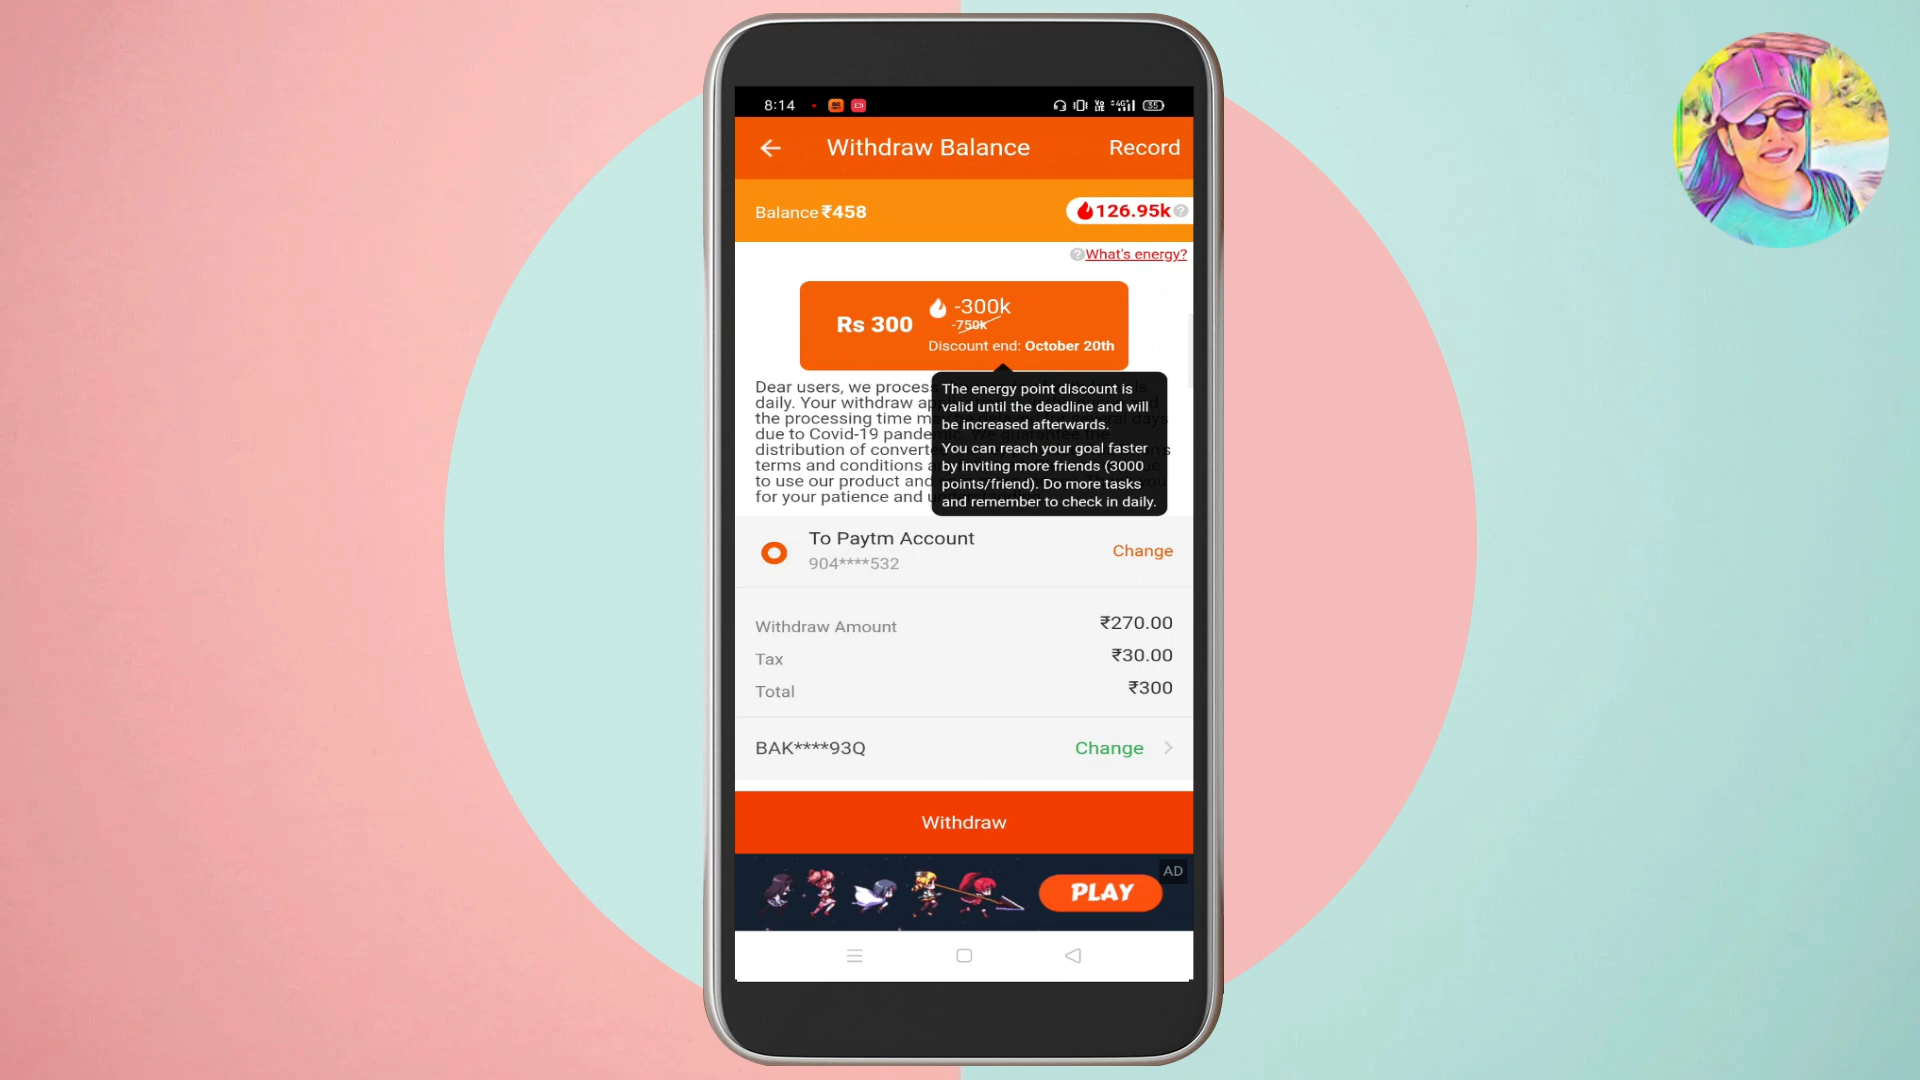 8:14
35
Withdraw Balance
Record
Balance ₹458
126.95k
What's energy?
Rs 300
-300k
-750k
Discount end: October 20th
Dear users, we process
daily. Your withdraw
the processing time
due to Covid-19
distribution of
terms and conditions
to use our product and
for your patience and
The energy point discount is
valid until the deadline and will
be increased afterwards.
You can reach your goal faster
by inviting more friends (3000
points/friend). Do more tasks
and remember to check in daily.
To Paytm Account
904****532
Change
Withdraw Amount
₹270.00
Tax
₹30.00
Total
₹300
BAK****93Q
Change
Withdraw
AD
PLAY